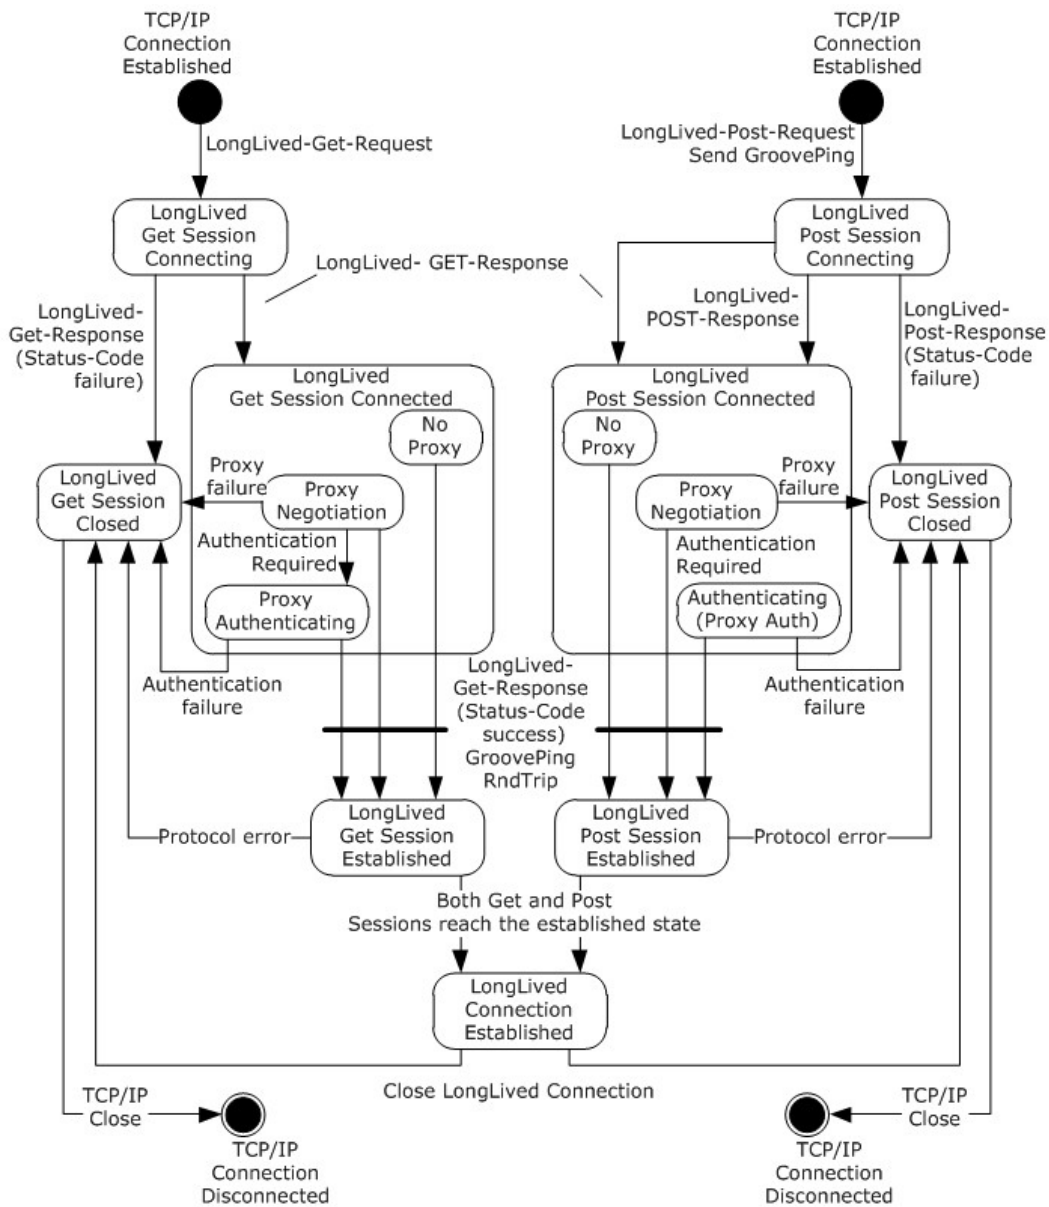 TCP/IP
Connection
Established
TCP/IP
Connection
Established
LongLived-Get-Request
LongLived-Post-Request
Send GroovePing
LongLived
Get Session
Connecting
LongLived
Post Session
Connecting
LongLived- GET-Response
LongLived-
Get-Response
(Status-Code
failure)
LongLived-
POST-Response
LongLived-
Post-Response
(Status-Code
failure)
LongLived
Get Session Connected
No
Proxy
LongLived
Post Session Connected
No
Proxy
LongLived
Get Session
Closed
Proxy
failure
Proxy
Negotiation
Authentication
Required
Proxy
Authenticating
Authentication
failure
Proxy
Negotiation
Proxy
failure
LongLived
Post Session
Closed
Authentication
Required
Authenticating
(Proxy Auth)
Authentication
failure
LongLived-
Get-Response
(Status-Code
success)
GroovePing
RndTrip
LongLived
Get Session
Established
Protocol error
LongLived
Post Session
Established
Protocol error
Both Get and Post
Sessions reach the established state
LongLived
Connection
Established
Close LongLived Connection
TCP/IP
Close
TCP/IP
Connection
Disconnected
TCP/IP
Close
TCP/IP
Connection
Disconnected